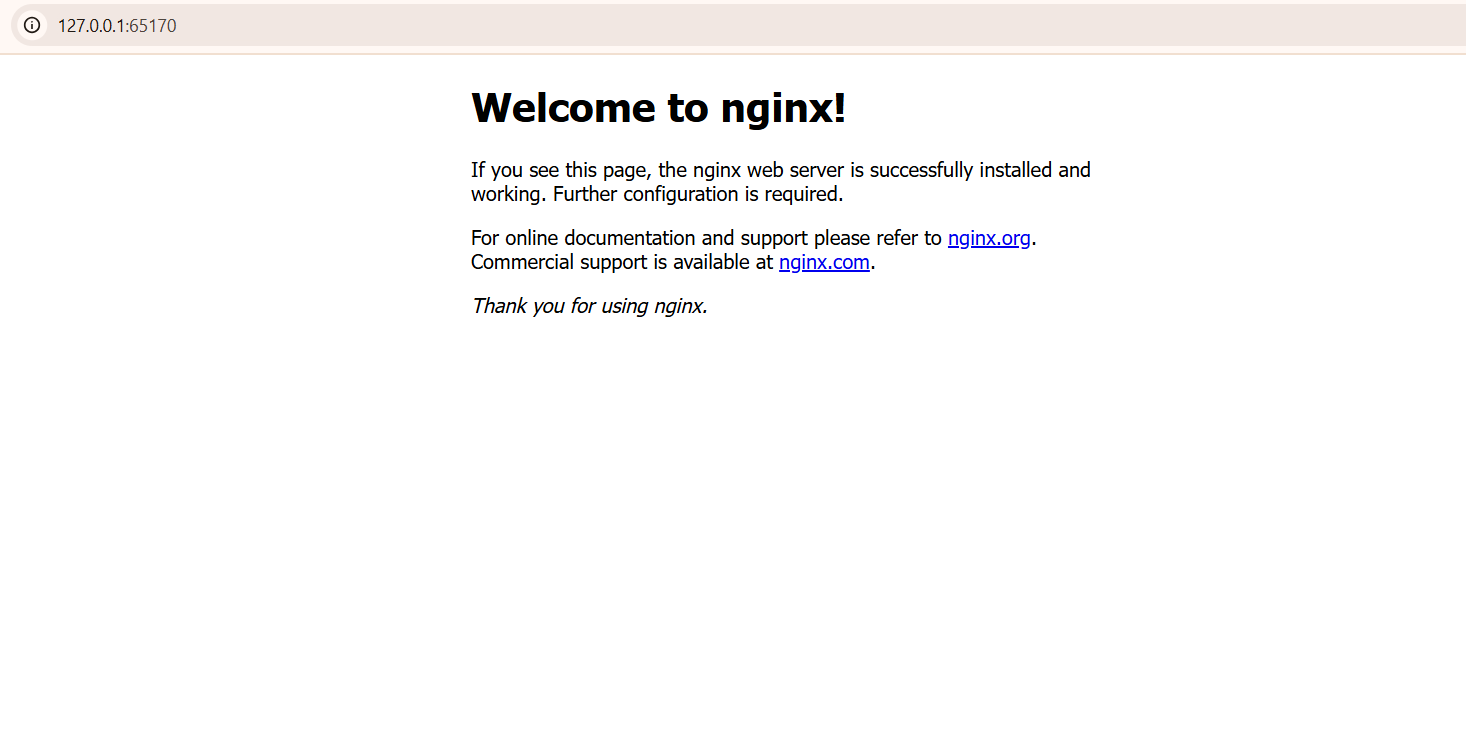 127.0.0.1:65170
Welcome to nginx!
If you see this page, the nginx web server is successfully installed and
working. Further configuration is required.
For online documentation and support please refer to nginx.org.
Commercial support is available at nginx.com.
Thank you for using nginx.